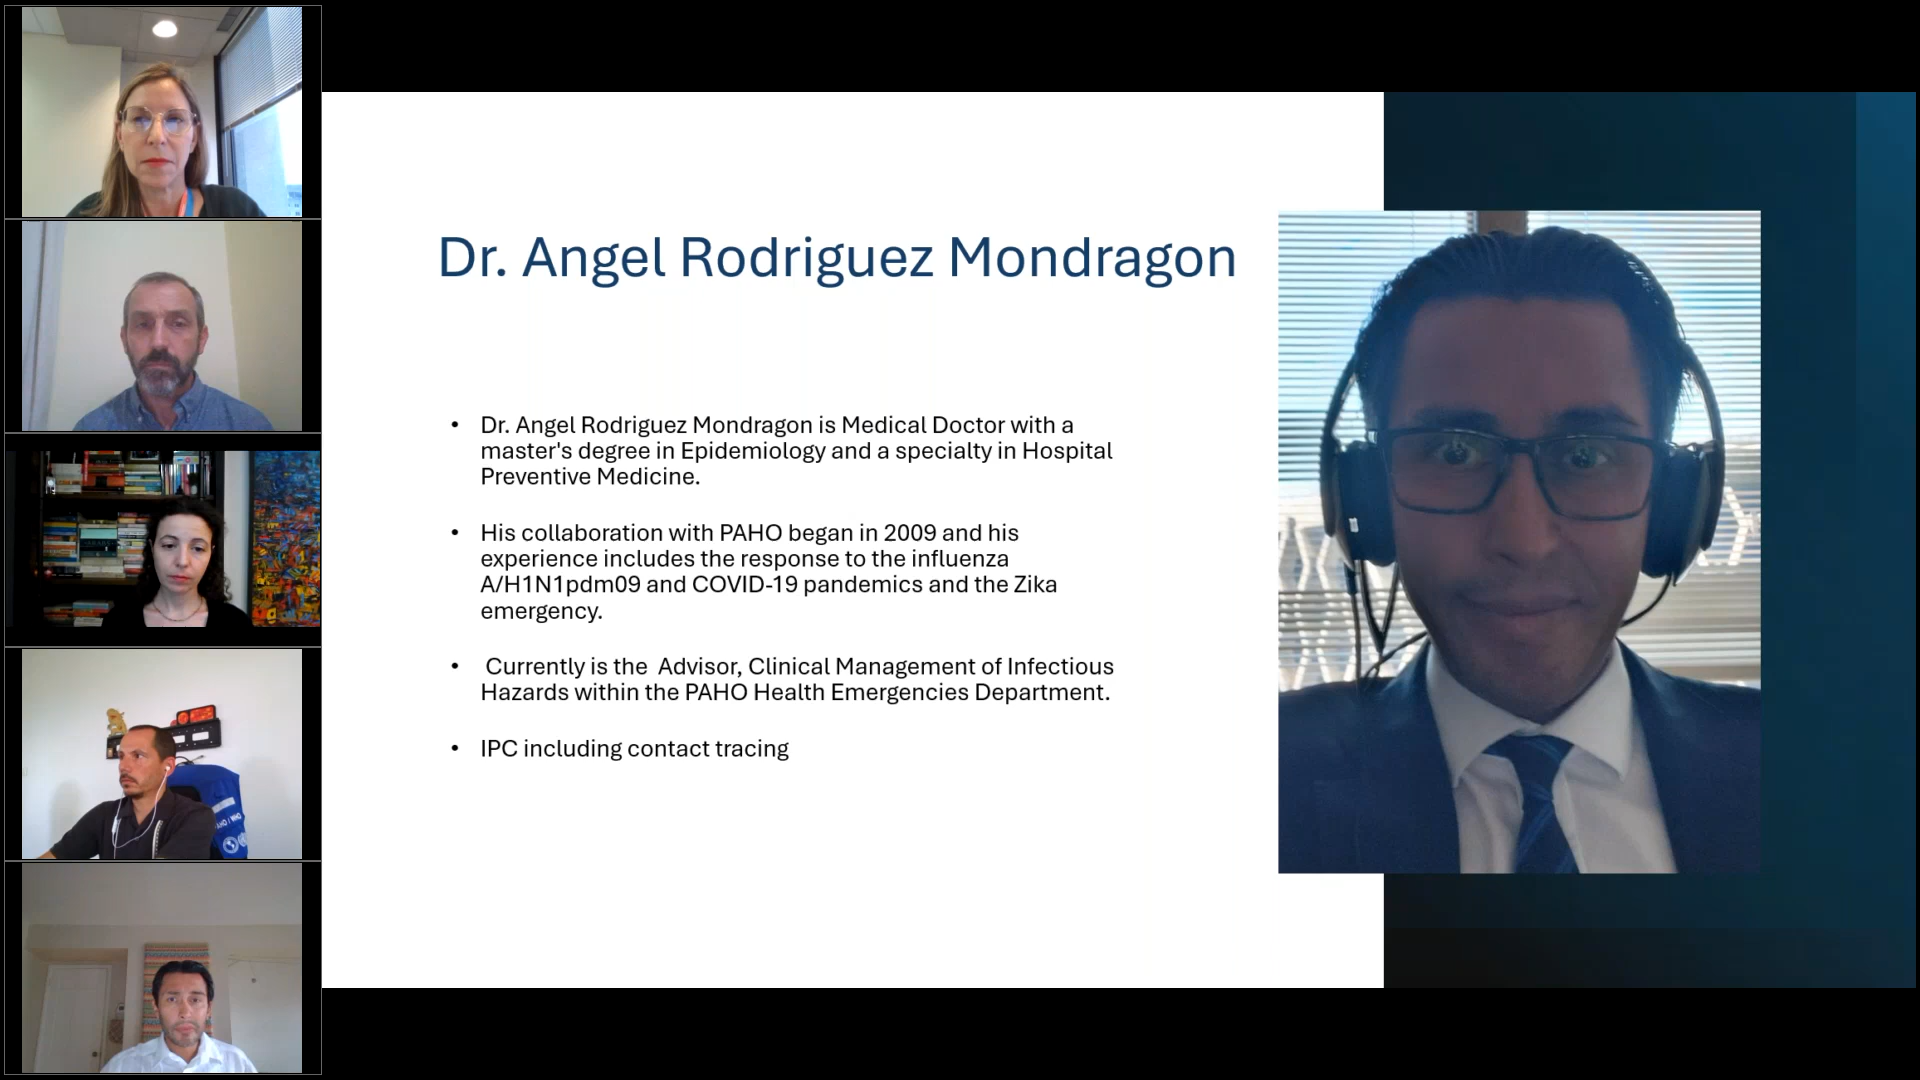 Dr. Angel Rodriguez Mondragon
• Dr. Angel Rodriguez Mondragon is Medical Doctor with a
master's degree in Epidemiology and a specialty in Hospital
Preventive Medicine.
• His collaboration with PAHO began in 2009 and his
experience includes the response to the influenza
A/H1N1pdm09 and COVID-19 pandemics and the Zika
emergency.
• Currently is the Advisor, Clinical Management of Infectious
Hazards within the PAHO Health Emergencies Department.
• IPC including contact tracing